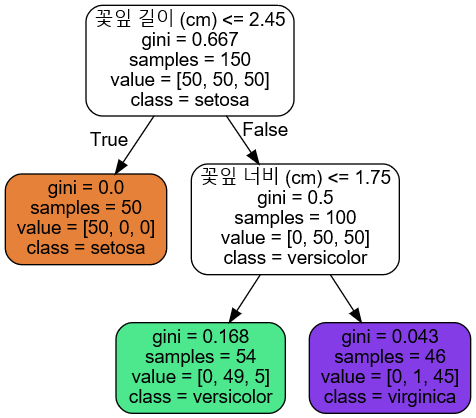 꽃잎 길이 (cm) <= 2.45
gini = 0.667
samples = 150
value = [50, 50, 50]
class = setosa
True
False
gini = 0.0
samples = 50
value = [50, 0, 0]
class = setosa
꽃잎 너비 (cm) <= 1.75
gini = 0.5
samples = 100
value = [0, 50, 50]
class = versicolor
gini = 0.168
samples = 54
value = [0, 49, 5]
class = versicolor
gini = 0.043
samples = 46
value = [0, 1, 45]
class = virginica